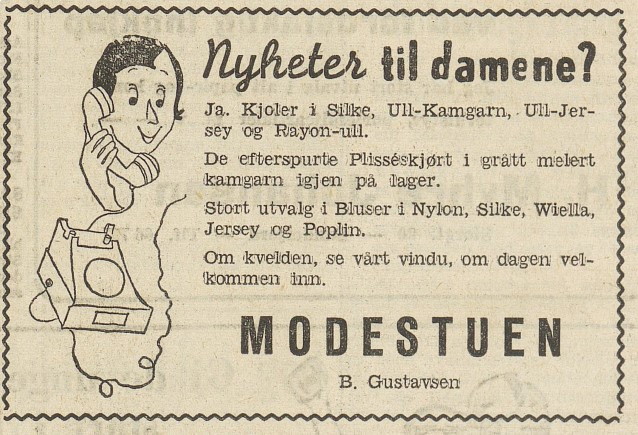 Nyheter til damene?
Ja. Kjoler i Silke, Ull-Kamgarn, Ull-Jer-
sey og Rayon-ull.
De efterspurte Plisséskjørt i grått melert
kamgarn igjen på lager.
Stort utvalg i Bluser i Nylon, Silke, Wiella,
Jersey og Poplin.
Om kvelden, se vårt vindu, om dagen vel-
kommen inn.
MODESTUEN
B. Gustavsen